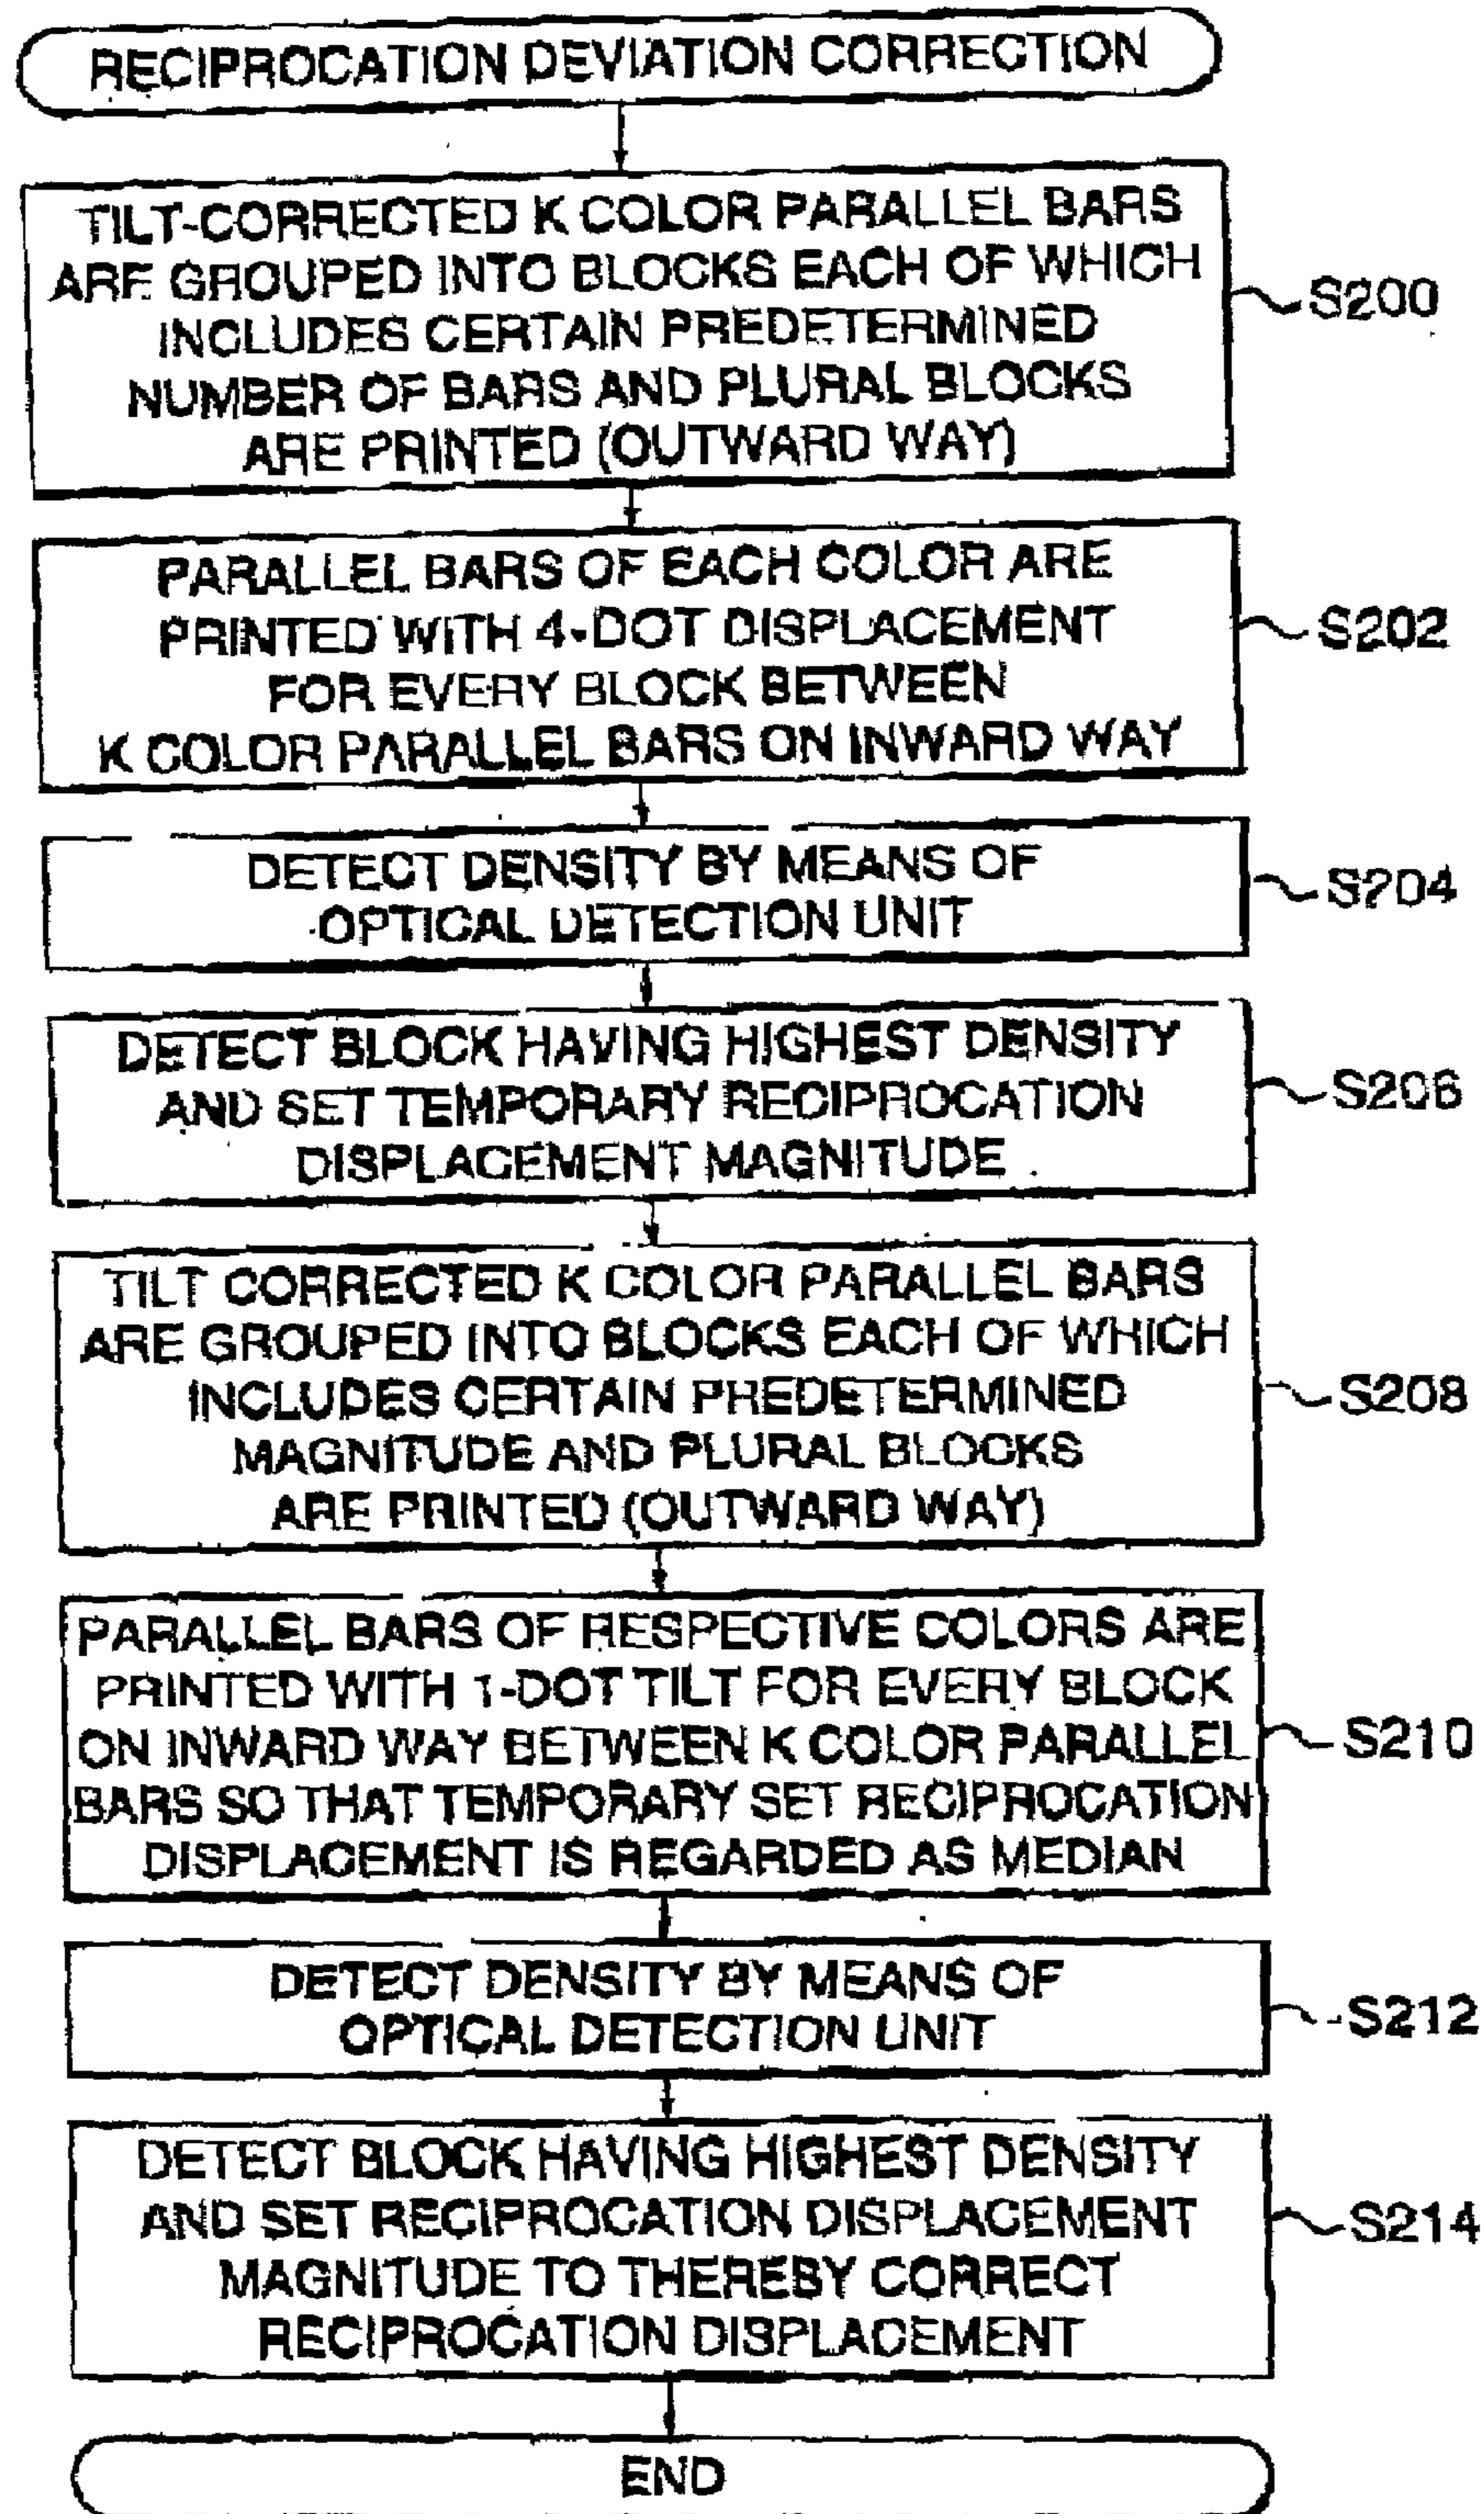 RECIPROCATION DEVIATION CORRECTION
TILT-CORRECTED K COLOR PARALLEL BARS
ARE GROUPED INTO BLOCKS EACH OF WHICH
INCLUDES CERTAIN PREDETERMINED
NUMBER OF BARS AND PLURAL BLOCKS
ARE PRINTED (OUTWARD WAY)
S200
PARALLEL BARS OF EACH COLOR ARE
PRINTED WITH 4-DOT DISPLACEMENT
FOR EVERY BLOCK BETWEEN
K COLOR PARALLEL BARS ON INWARD WAY
S202
DETECT DENSITY BY MEANS OF
OPTICAL DETECTION UNIT
S204
DETECT BLOCK HAVING HIGHEST DENSITY
AND SET TEMPORARY RECIPROCATION
DISPLACEMENT MAGNITUDE
S206
TILT CORRECTED K COLOR PARALLEL BARS
ARE GROUPED INTO BLOCKS EACH OF WHICH
INCLUDES CERTAIN PREDETERMINED
MAGNITUDE AND PLURAL BLOCKS
ARE PRINTED (OUTWARD WAY)
S208
PARALLEL BARS OF RESPECTIVE COLORS ARE
PRINTED WITH 1-DOT TILT FOR EVERY BLOCK
ON INWARD WAY BETWEEN K COLOR PARALLEL
BARS SO THAT TEMPORARY SET RECIPROCATION
DISPLACEMENT IS REGARDED AS MEDIAN
S210
DETECT DENSITY BY MEANS OF
OPTICAL DETECTION UNIT
S212
DETECT BLOCK HAVING HIGHEST DENSITY
AND SET RECIPROCATION DISPLACEMENT
MAGNITUDE TO THEREBY CORRECT
RECIPROCATION DISPLACEMENT
S214
END